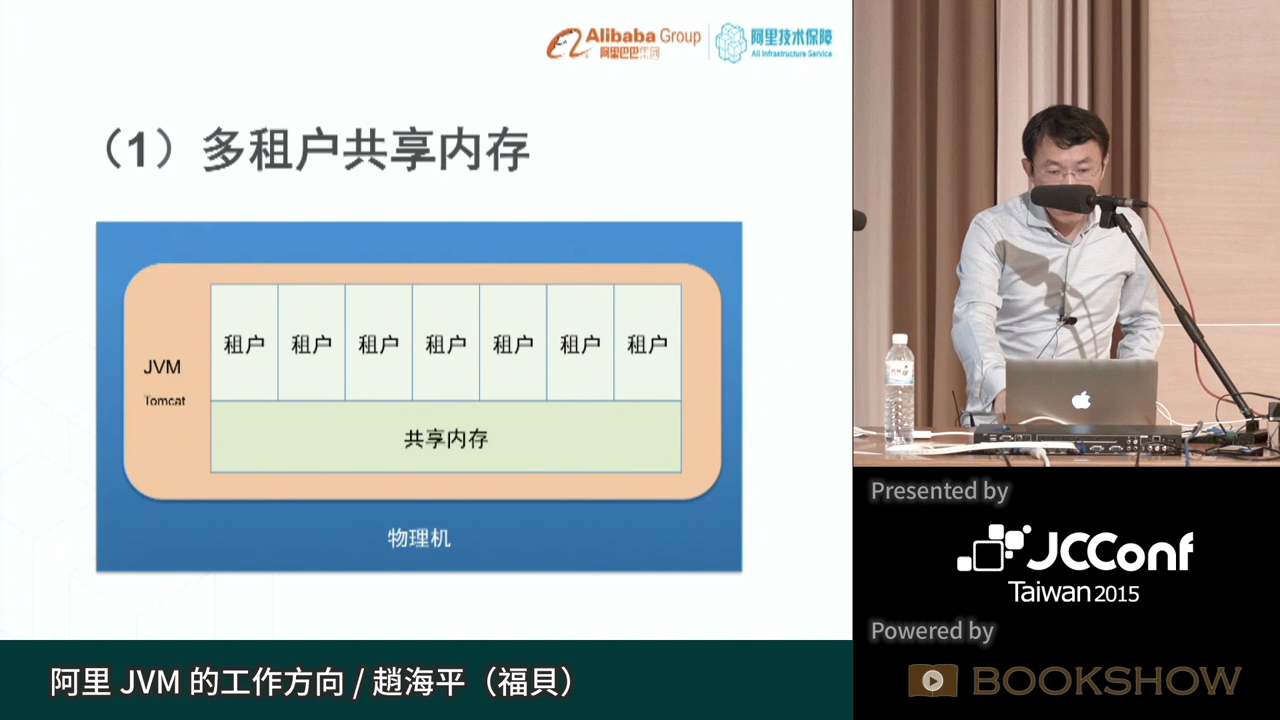 Alibaba Group
阿里巴巴集团
阿里技术保障
Ali Infrastructure Service
（1）多租户共享内存
租户 租户 租户 租户 租户 租户 租户
JVM
Tomcat
共享内存
物理机
阿里 JVM 的工作方向 / 趙海平（福貝）
Presented by
JCConf
Taiwan 2015
Powered by
BOOKSHOW